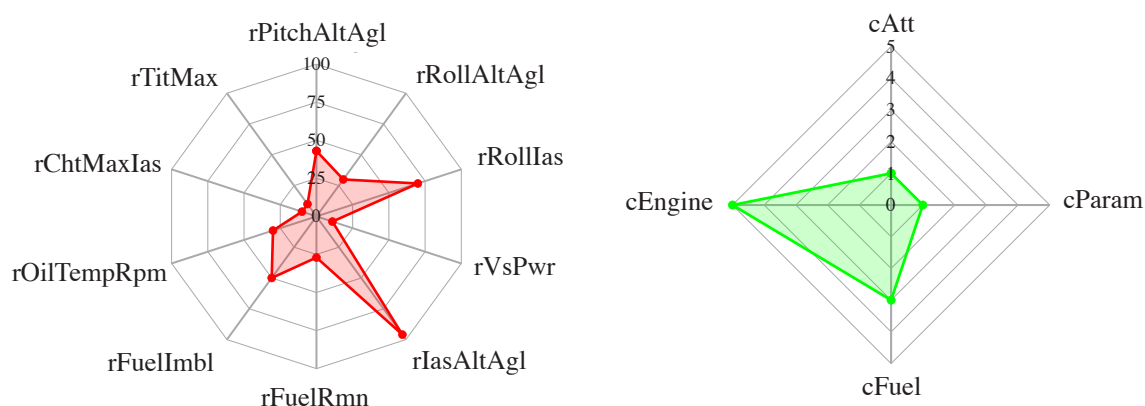 rPitchAltAgl
rTitMax
rRollAltAgl
rChtMaxIas
rRollIas
rOilTempRpm
rVsPwr
rFuelImbl
rIasAltAgl
rFuelRmn
100
75
50
25
0
cAtt
5
4
3
2
1
0
cEngine
cParam
cFuel